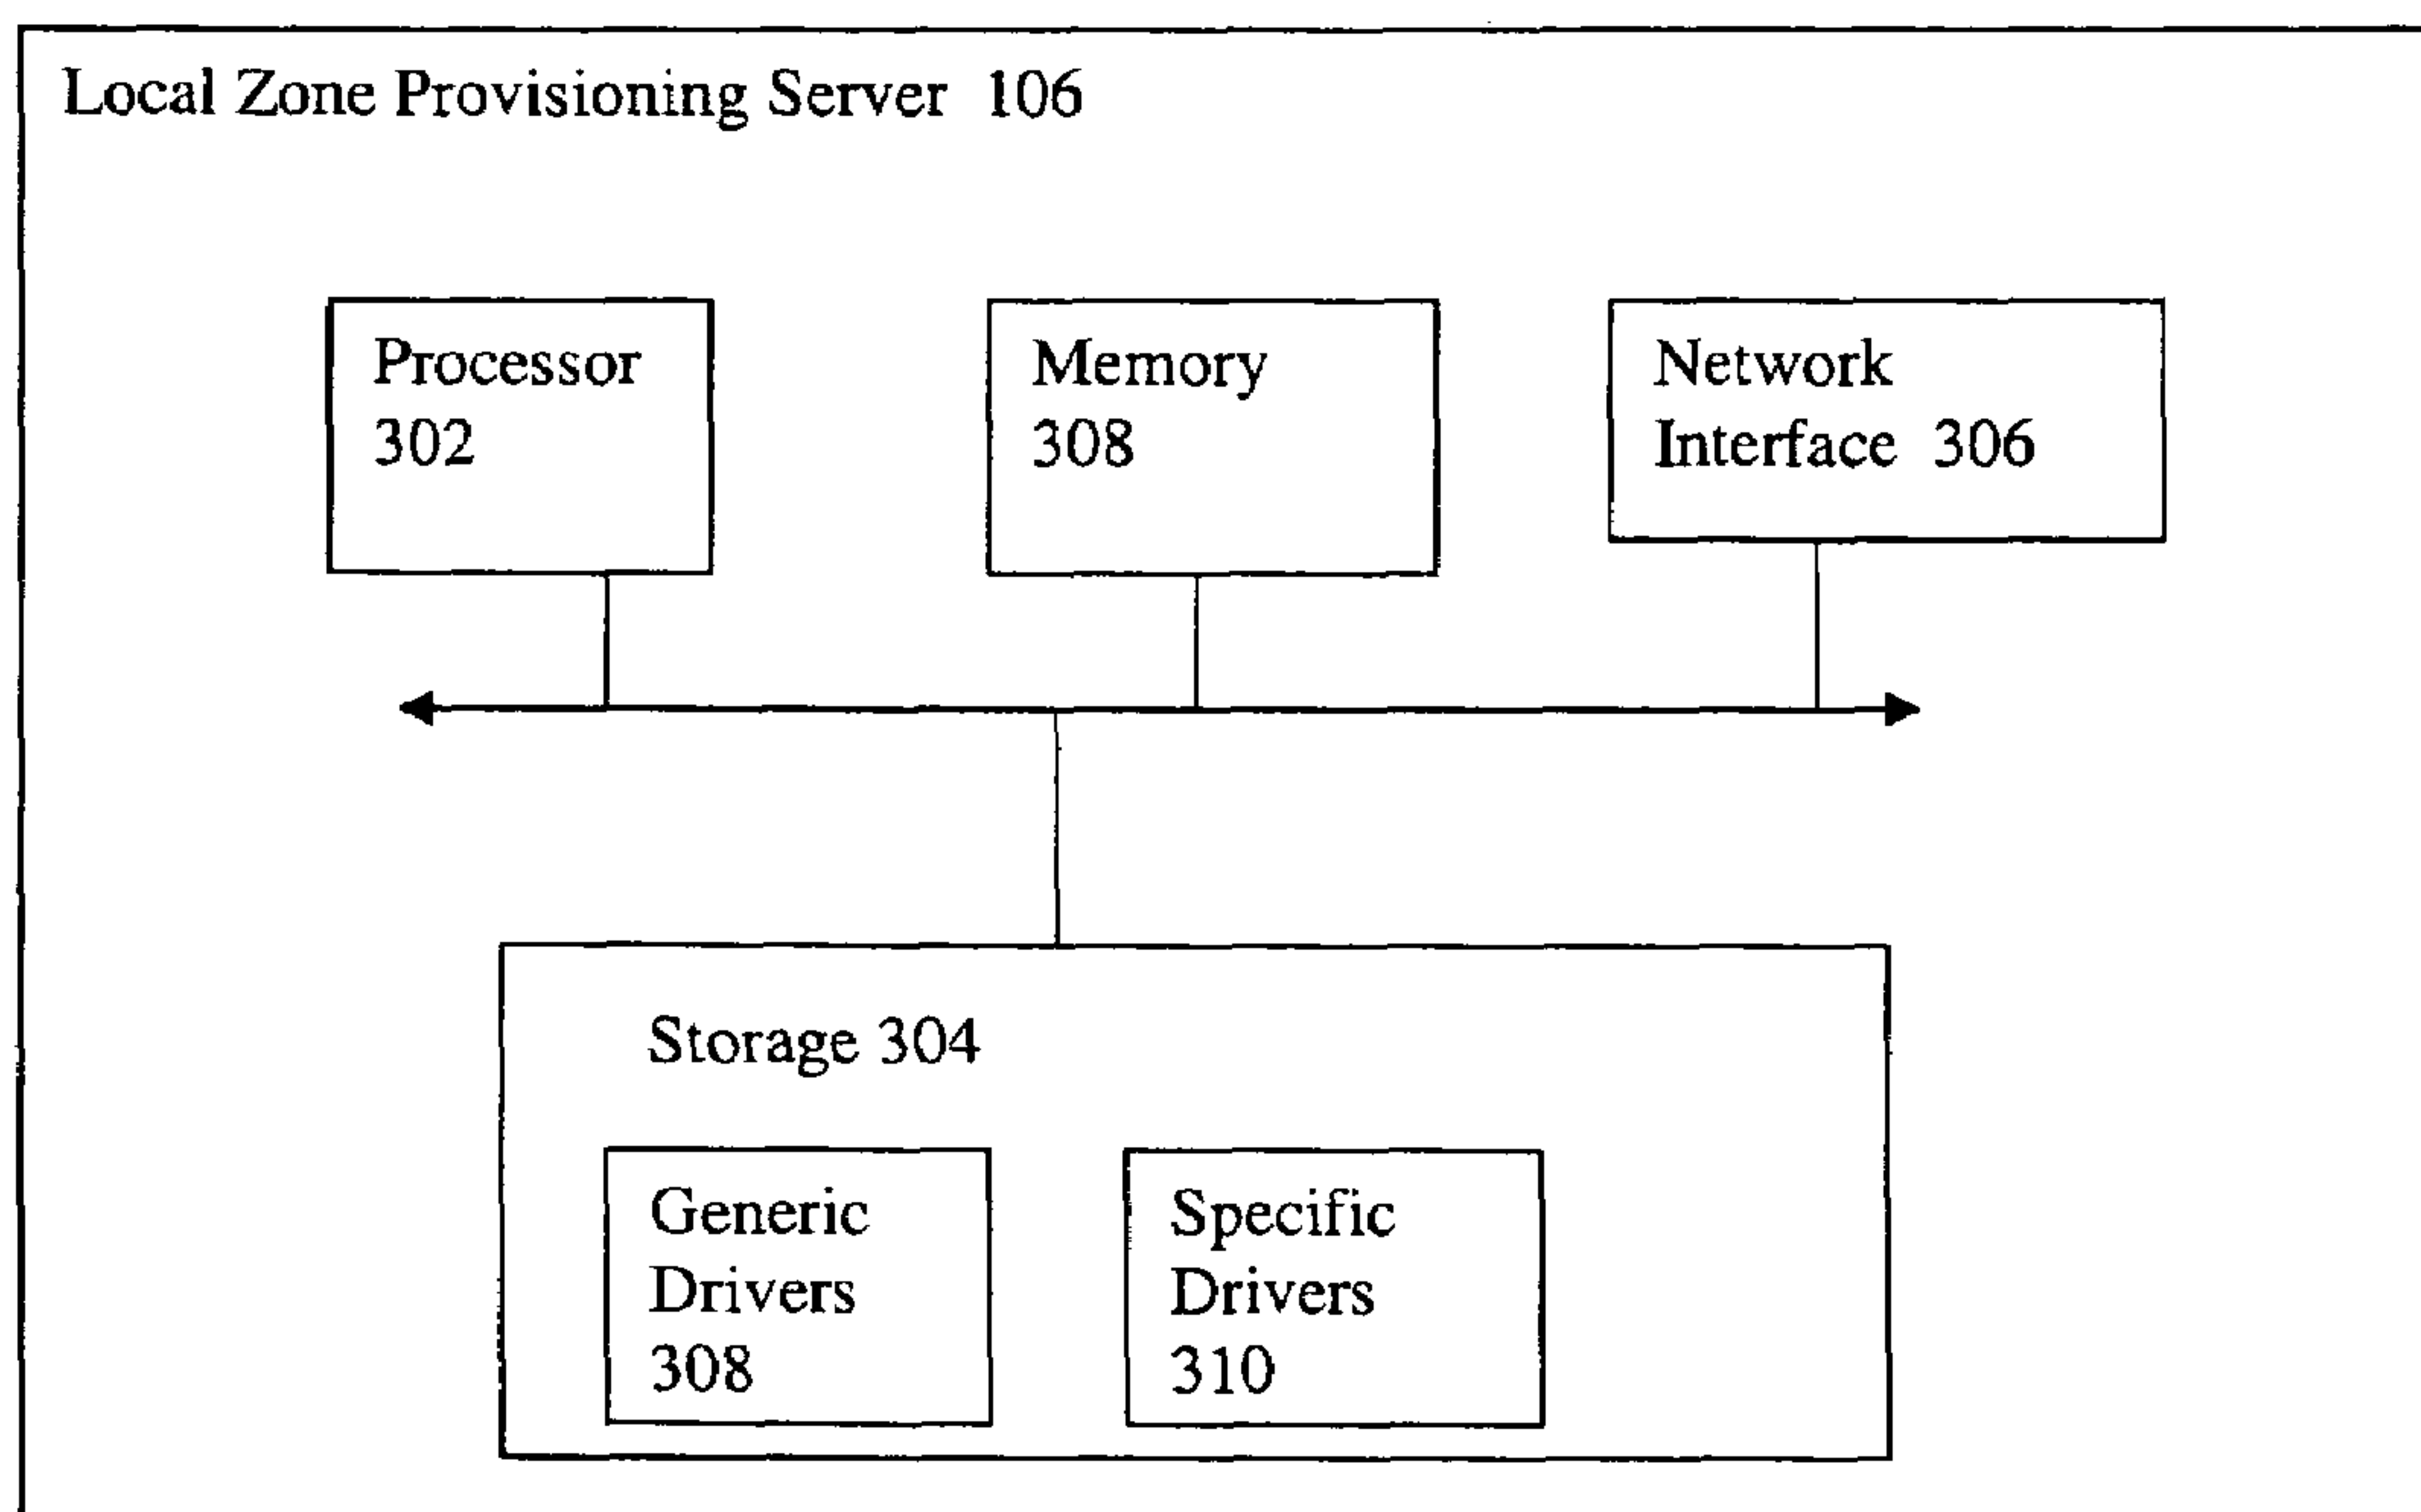 Local Zone Provisioning Server 106
Processor
302
Memory
308
Network
Interface 306
Storage 304
Generic
Drivers
308
Specific
Drivers
310